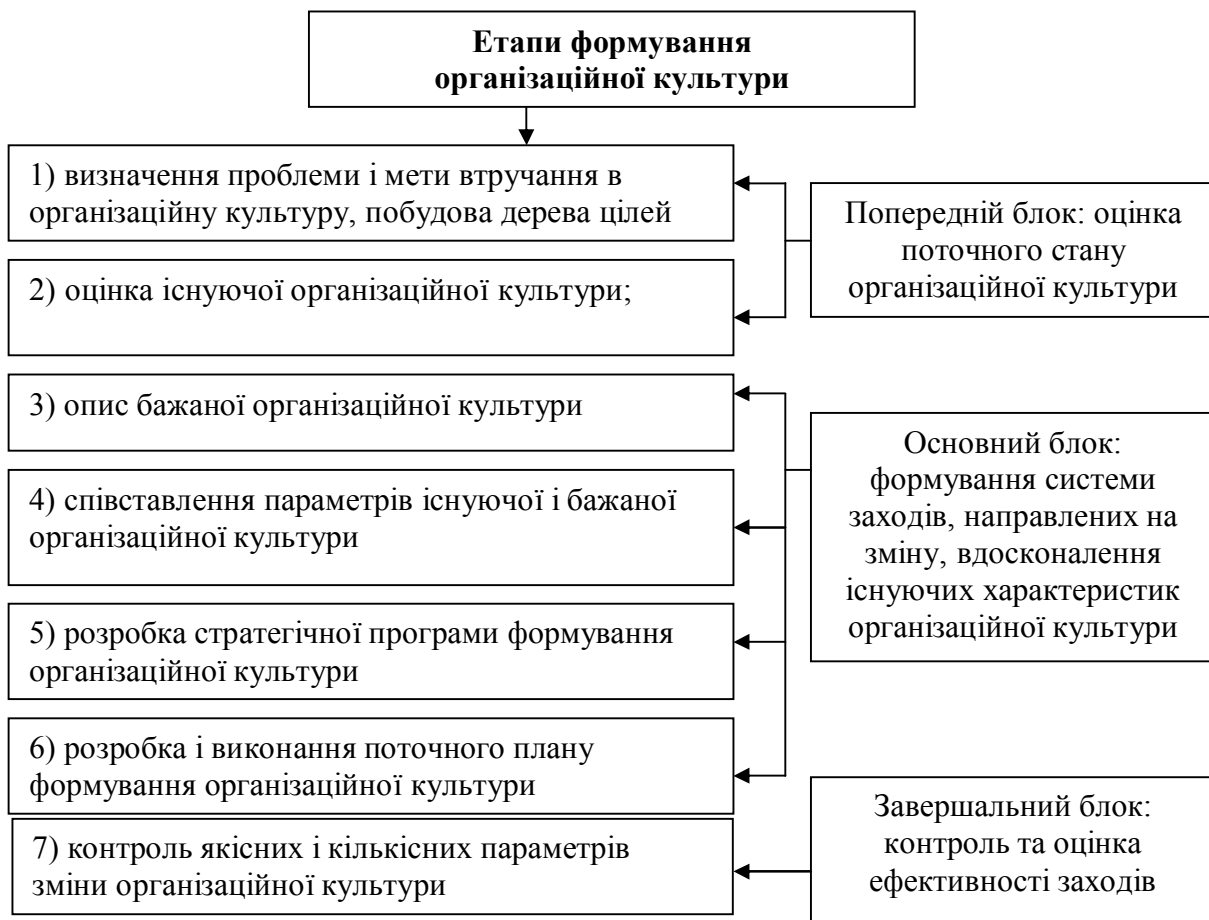 Етапи формування
організаційної культури
1) визначення проблеми і мети втручання в
організаційну культуру, побудова дерева цілей
Попередній блок: оцінка
поточного стану
організаційної культури
2) оцінка існуючої організаційної культури;
3) опис бажаної організаційної культури
4) співставлення параметрів існуючої і бажаної
організаційної культури
5) розробка стратегічної програми формування
організаційної культури
6) розробка і виконання поточного плану
формування організаційної культури
Основний блок:
формування системи
заходів, направлених на
зміну, вдосконалення
існуючих характеристик
організаційної культури
7) контроль якісних і кількісних параметрів
зміни організаційної культури
Завершальний блок:
контроль та оцінка
ефективності заходів